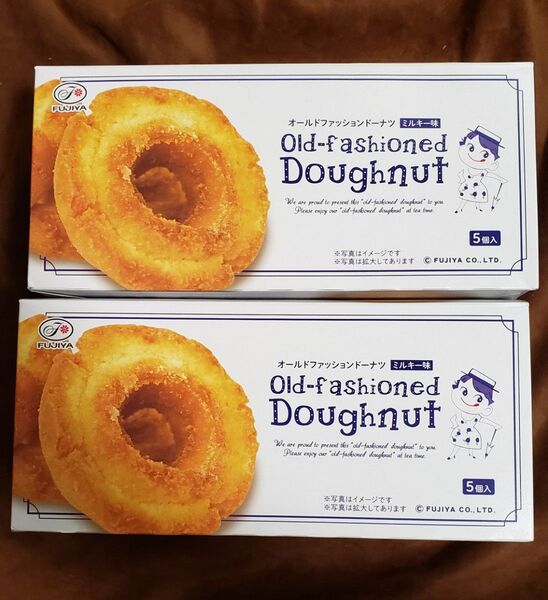 FUJIYA
オールドファッションドーナツ ミルキー味
Old-fashioned
Doughnut
We are proud to present this "old-fashioned doughnut" to you.
Please enjoy our "old-fashioned doughnut" at tea time.
5個入
※写真はイメージです
※写真は拡大してあります
© FUJIYA CO., LTD.
FUJIYA
オールドファッションドーナツ ミルキー味
Old-fashioned
Doughnut
We are proud to present this "old-fashioned doughnut" to you.
Please enjoy our "old-fashioned doughnut" at tea time.
5個入
※写真はイメージです
※写真は拡大してあります
© FUJIYA CO., LTD.